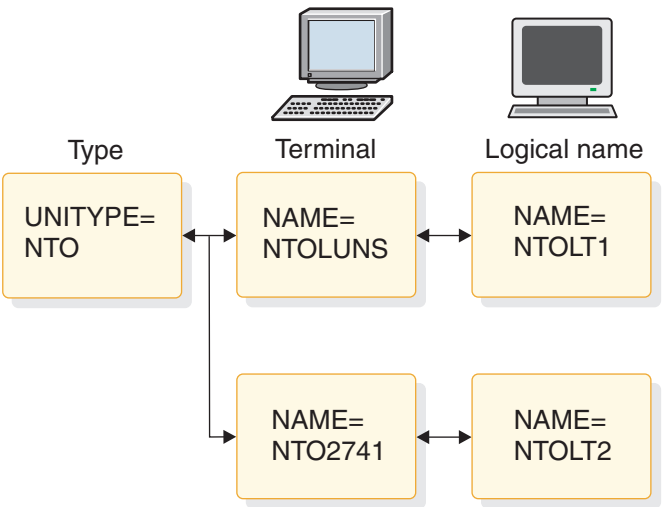 Type
Terminal
Logical name
UNITYPE=
NTO
NAME=
NTOLUNS
NAME=
NTOLT1
NAME=
NTO2741
NAME=
NTOLT2